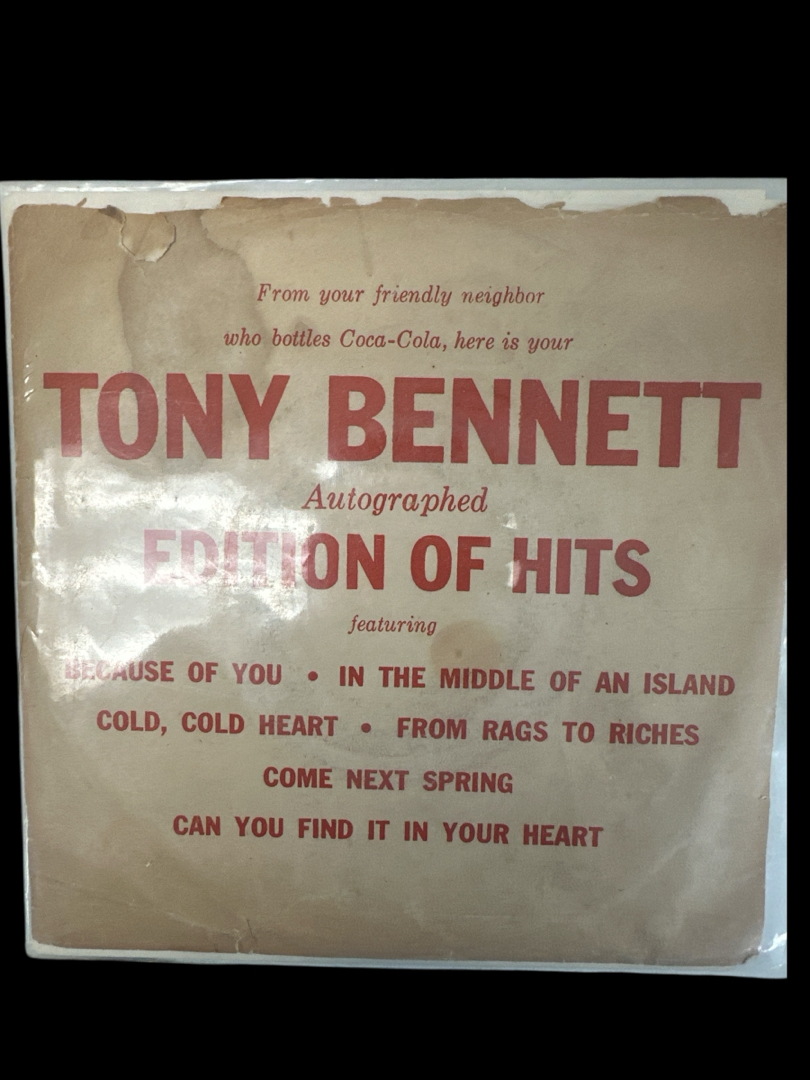 From your friendly neighbor
who bottles Coca-Cola, here is your
TONY BENNETT
Autographed
EDITION OF HITS
featuring
BECAUSE OF YOU • IN THE MIDDLE OF AN ISLAND
COLD, COLD HEART • FROM RAGS TO RICHES
COME NEXT SPRING
CAN YOU FIND IT IN YOUR HEART